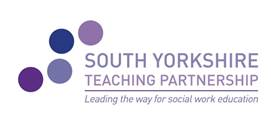 SOUTH YORKSHIRE
TEACHING PARTNERSHIP
Leading the way for social work education